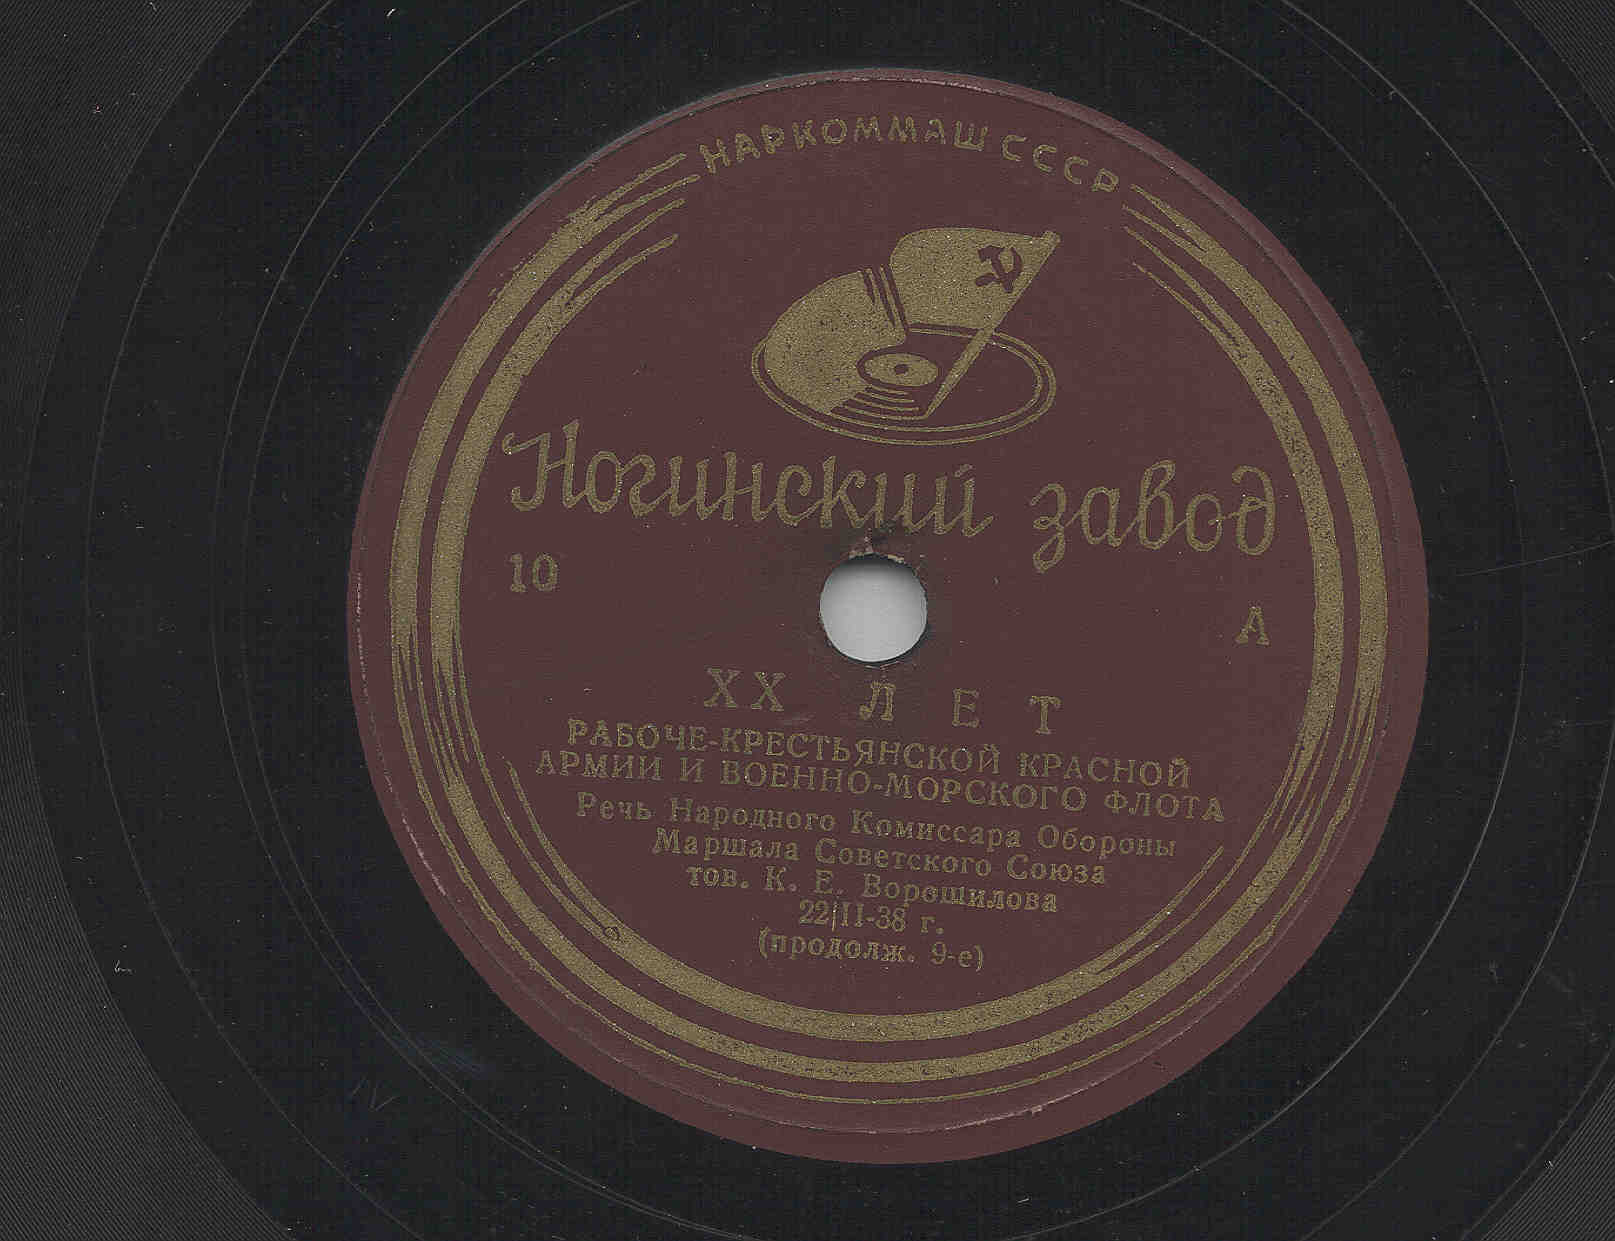 НАРКОММАШ СССР
Ногинский завод
10
А
XX ЛЕТ
РАБОЧЕ-КРЕСТЬЯНСКОЙ КРАСНОЙ
АРМИИ И ВОЕННО-МОРСКОГО ФЛОТА
Речь Народного Комиссара Обороны
Маршала Советского Союза
тов. К. Е. Ворошилова
22|II-38 г.
(продолж. 9-е)